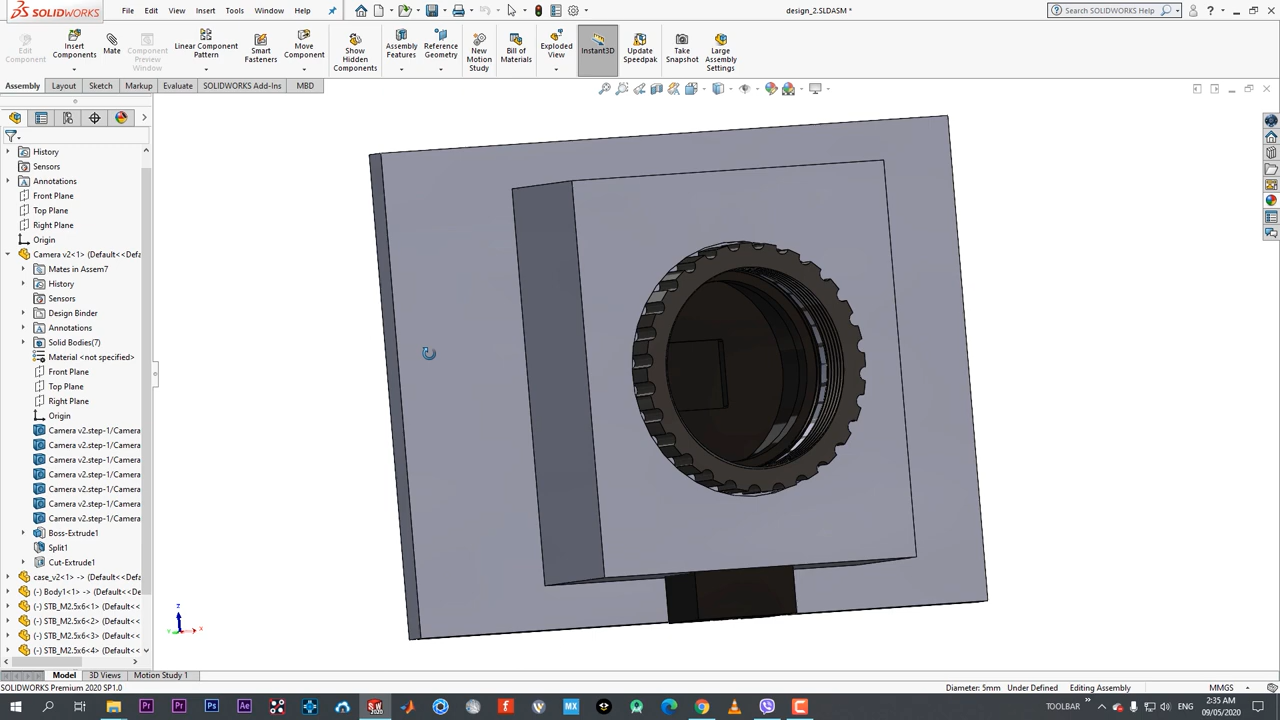 SOLIDWORKS File Edit View Insert Tools Window Help design_2.SLDASM * Search SOLIDWORKS Help
Edit Component
Insert Components
Mate
Component Preview Window
Linear Component Pattern
Smart Fasteners
Move Component
Show Hidden Components
Assembly Features
Reference Geometry
New Motion Study
Bill of Materials
Exploded View
Instant3D
Update Speedpak
Take Snapshot
Large Assembly Settings
Assembly Layout Sketch Markup Evaluate SOLIDWORKS Add-Ins MBD
History
Sensors
Annotations
Front Plane
Top Plane
Right Plane
Origin
Camera v2<1> (Default<<Defa
Mates in Assem7
History
Sensors
Design Binder
Annotations
Solid Bodies(7)
Material <not specified>
Front Plane
Top Plane
Right Plane
Origin
Camera v2.step-1/Camera
Camera v2.step-1/Camera
Camera v2.step-1/Camera
Camera v2.step-1/Camera
Camera v2.step-1/Camera
Camera v2.step-1/Camera
Camera v2.step-1/Camera
Boss-Extrude1
Split1
Cut-Extrude1
case_v2<1> -> (Default<<Def
(-) Body1<1> -> (Default<<D
(-) STB_M2.5x6<1> (Default<<
(-) STB_M2.5x6<2> (Default<<
(-) STB_M2.5x6<3> (Default<<
(-) STB_M2.5x6<4> (Default<<
Z
Y X
Model 3D Views Motion Study 1
SOLIDWORKS Premium 2020 SP1.0 Diameter: 5mm Under Defined Editing Assembly MMGS
TOOLBAR ENG 2:35 AM
09/05/2020